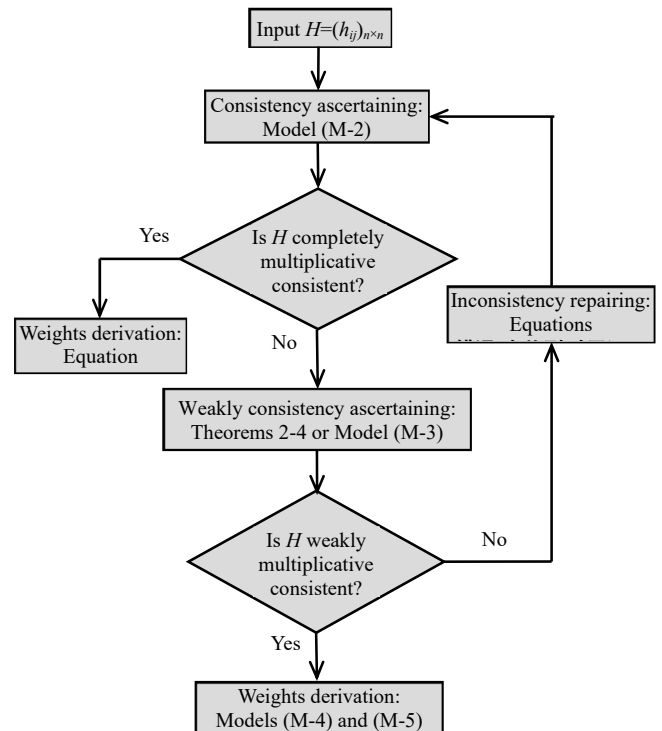 Input H=(hij)n×n
Consistency ascertaining:
Model (M-2)
Yes
Is H completely
multiplicative
consistent?
Weights derivation:
Equation
Inconsistency repairing:
Equations
No
Weakly consistency ascertaining:
Theorems 2-4 or Model (M-3)
Is H weakly
multiplicative
consistent?
No
Yes
Weights derivation:
Models (M-4) and (M-5)